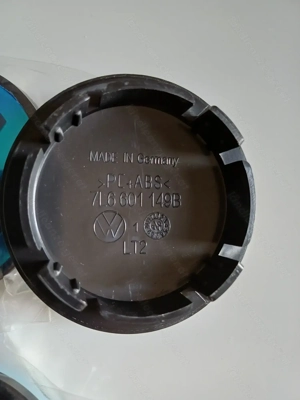 MADE IN Germany
>PC+ABS<
7L6 601 149B
LT2